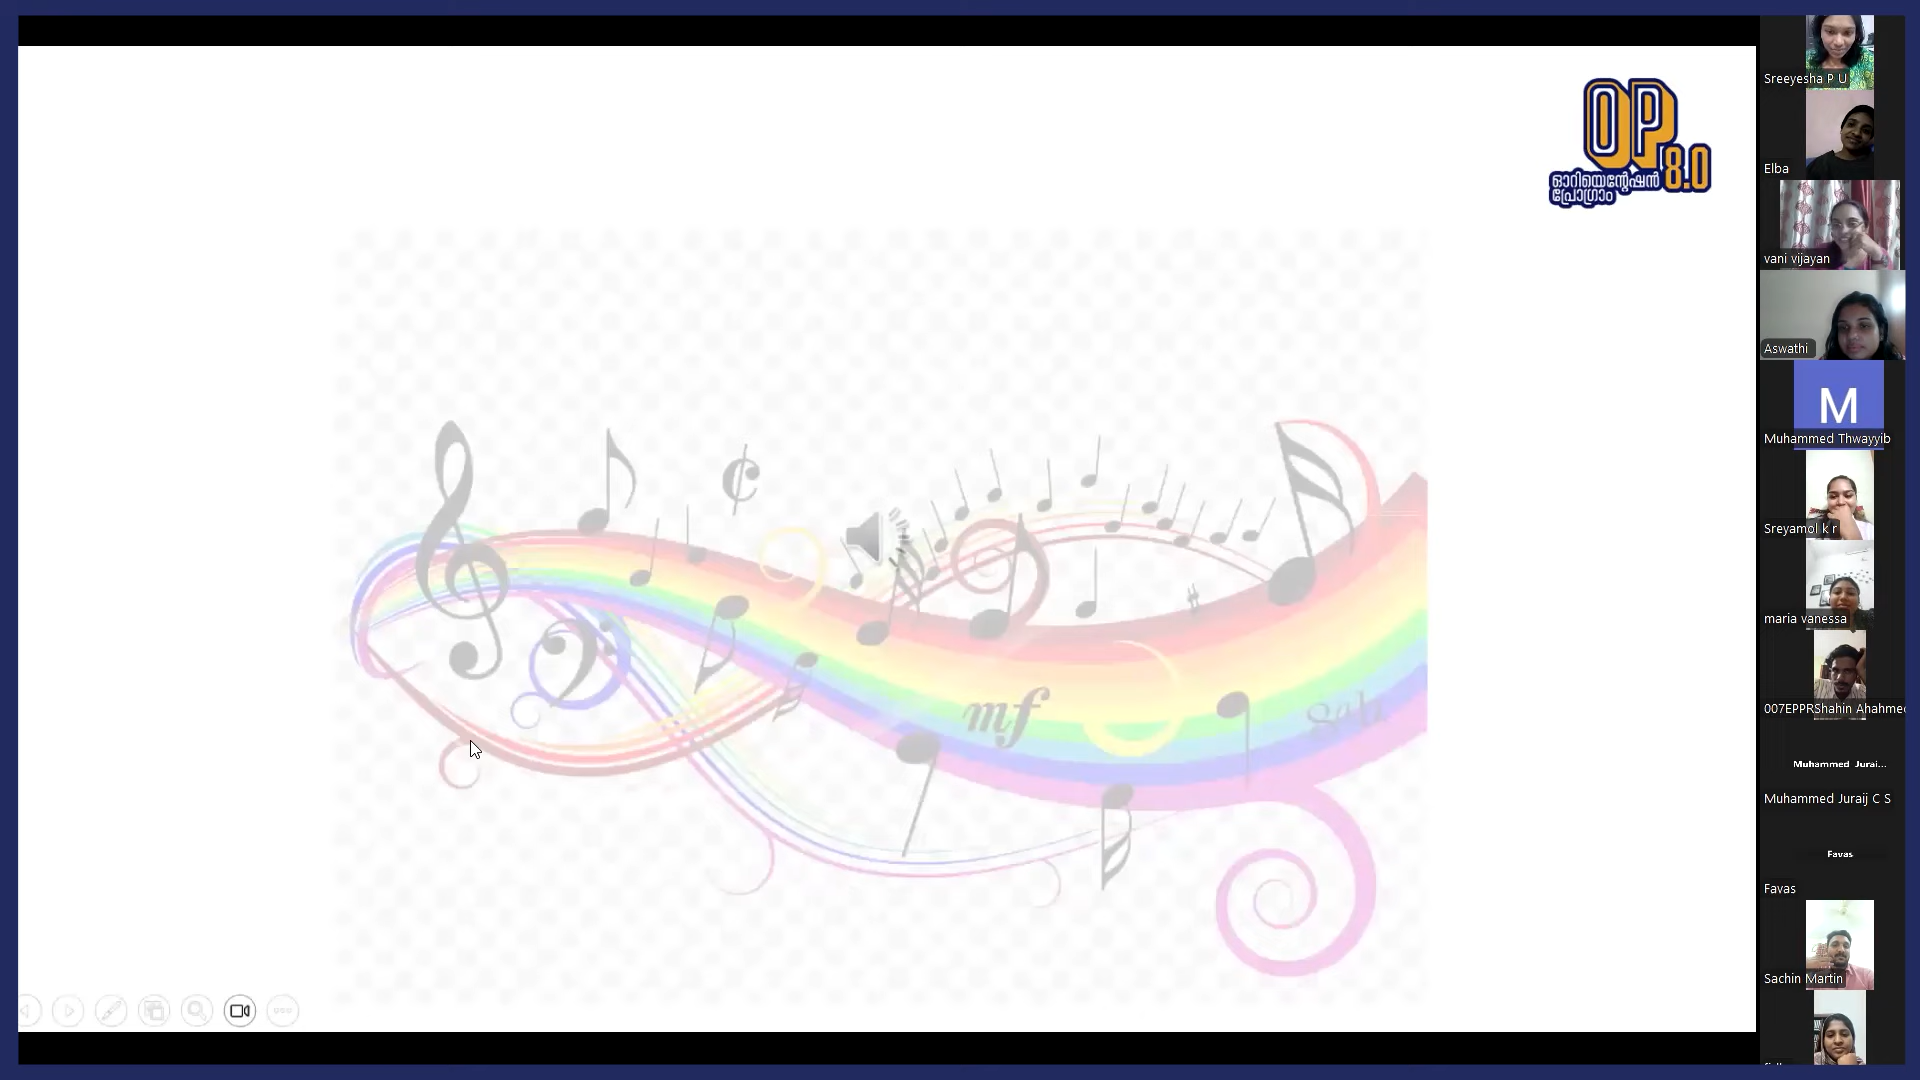 OP
8.0
ഓറിയെന്റേഷൻ
പ്രോഗ്രാം
mf
Sreeyesha P U
Elba
vani vijayan
Aswathi
M
Muhammed Thwayyib
Sreyamol k r
maria vanessa
007EPPRShahin Ahahmed
Muhammed Jurai...
Muhammed Juraij C S
Favas
Favas
Sachin Martin